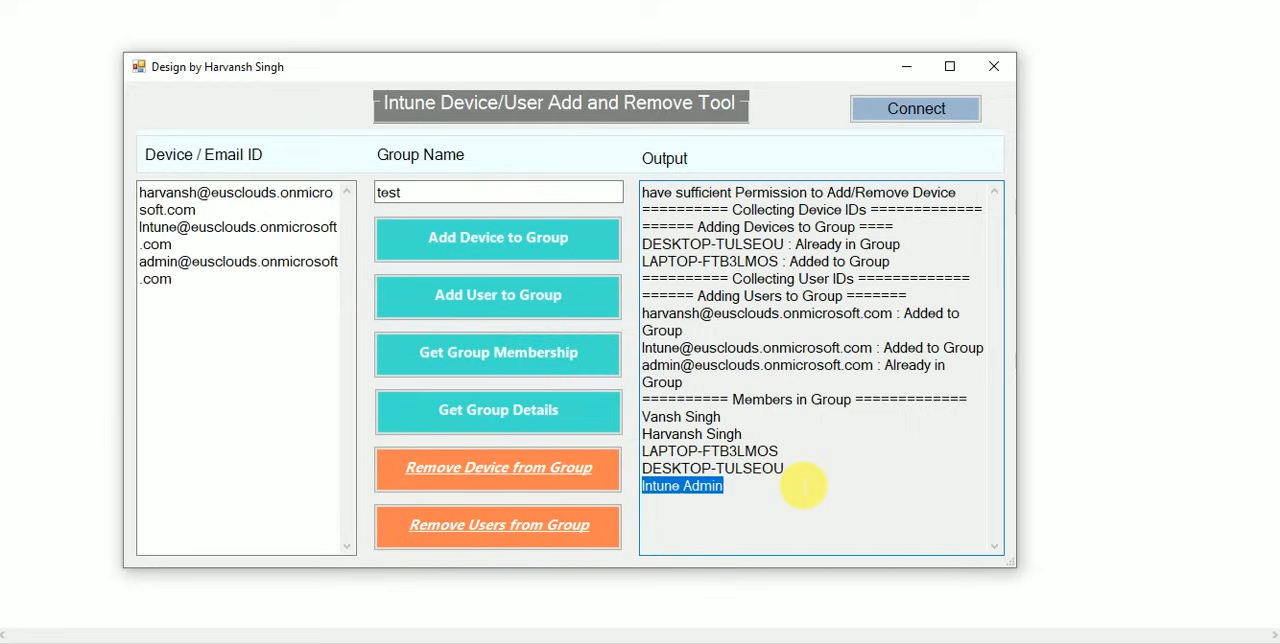 Design by Harvansh Singh
Intune Device/User Add and Remove Tool
Connect
Device / Email ID
Group Name
Output
harvansh@eusclouds.onmicro
soft.com
Intune@eusclouds.onmicrosoft
.com
admin@eusclouds.onmicrosoft
.com
test
Add Device to Group
Add User to Group
Get Group Membership
Get Group Details
Remove Device from Group
Remove Users from Group
have sufficient Permission to Add/Remove Device
========== Collecting Device IDs =============
====== Adding Devices to Group ====
DESKTOP-TULSEOU : Already in Group
LAPTOP-FTB3LMOS : Added to Group
========== Collecting User IDs =============
====== Adding Users to Group =======
harvansh@eusclouds.onmicrosoft.com : Added to
Group
Intune@eusclouds.onmicrosoft.com : Added to Group
admin@eusclouds.onmicrosoft.com : Already in
Group
========== Members in Group =============
Vansh Singh
Harvansh Singh
LAPTOP-FTB3LMOS
DESKTOP-TULSEOU
Intune Admin